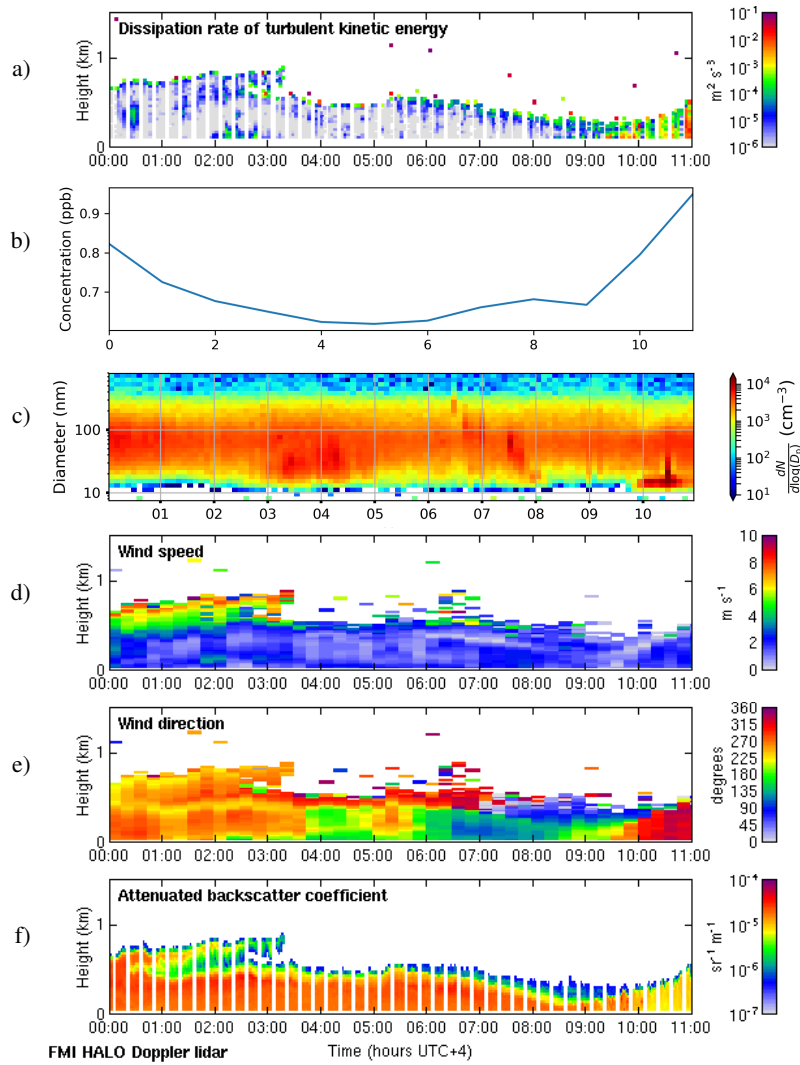 a)
Dissipation rate of turbulent kinetic energy
Height (km)
1
0
00:00 01:00 02:00 03:00 04:00 05:00 06:00 07:00 08:00 09:00 10:00 11:00
10⁻¹
10⁻²
10⁻³
10⁻⁴
10⁻⁵
10⁻⁶
m² s⁻³
b)
Concentration (ppb)
0.9
0.8
0.7
0 2 4 6 8 10
c)
Diameter (nm)
100
10
01 02 03 04 05 06 07 08 09 10
10⁴
10³
10²
10¹
dN/dlog(Dₚ) (cm⁻³)
d)
Wind speed
Height (km)
1
0
00:00 01:00 02:00 03:00 04:00 05:00 06:00 07:00 08:00 09:00 10:00 11:00
10
8
6
4
2
0
m s⁻¹
e)
Wind direction
Height (km)
1
0
00:00 01:00 02:00 03:00 04:00 05:00 06:00 07:00 08:00 09:00 10:00 11:00
360
315
270
225
180
135
90
45
0
degrees
f)
Attenuated backscatter coefficient
Height (km)
1
0
00:00 01:00 02:00 03:00 04:00 05:00 06:00 07:00 08:00 09:00 10:00 11:00
10⁻⁴
10⁻⁵
10⁻⁶
10⁻⁷
sr⁻¹ m⁻¹
FMI HALO Doppler lidar
Time (hours UTC+4)